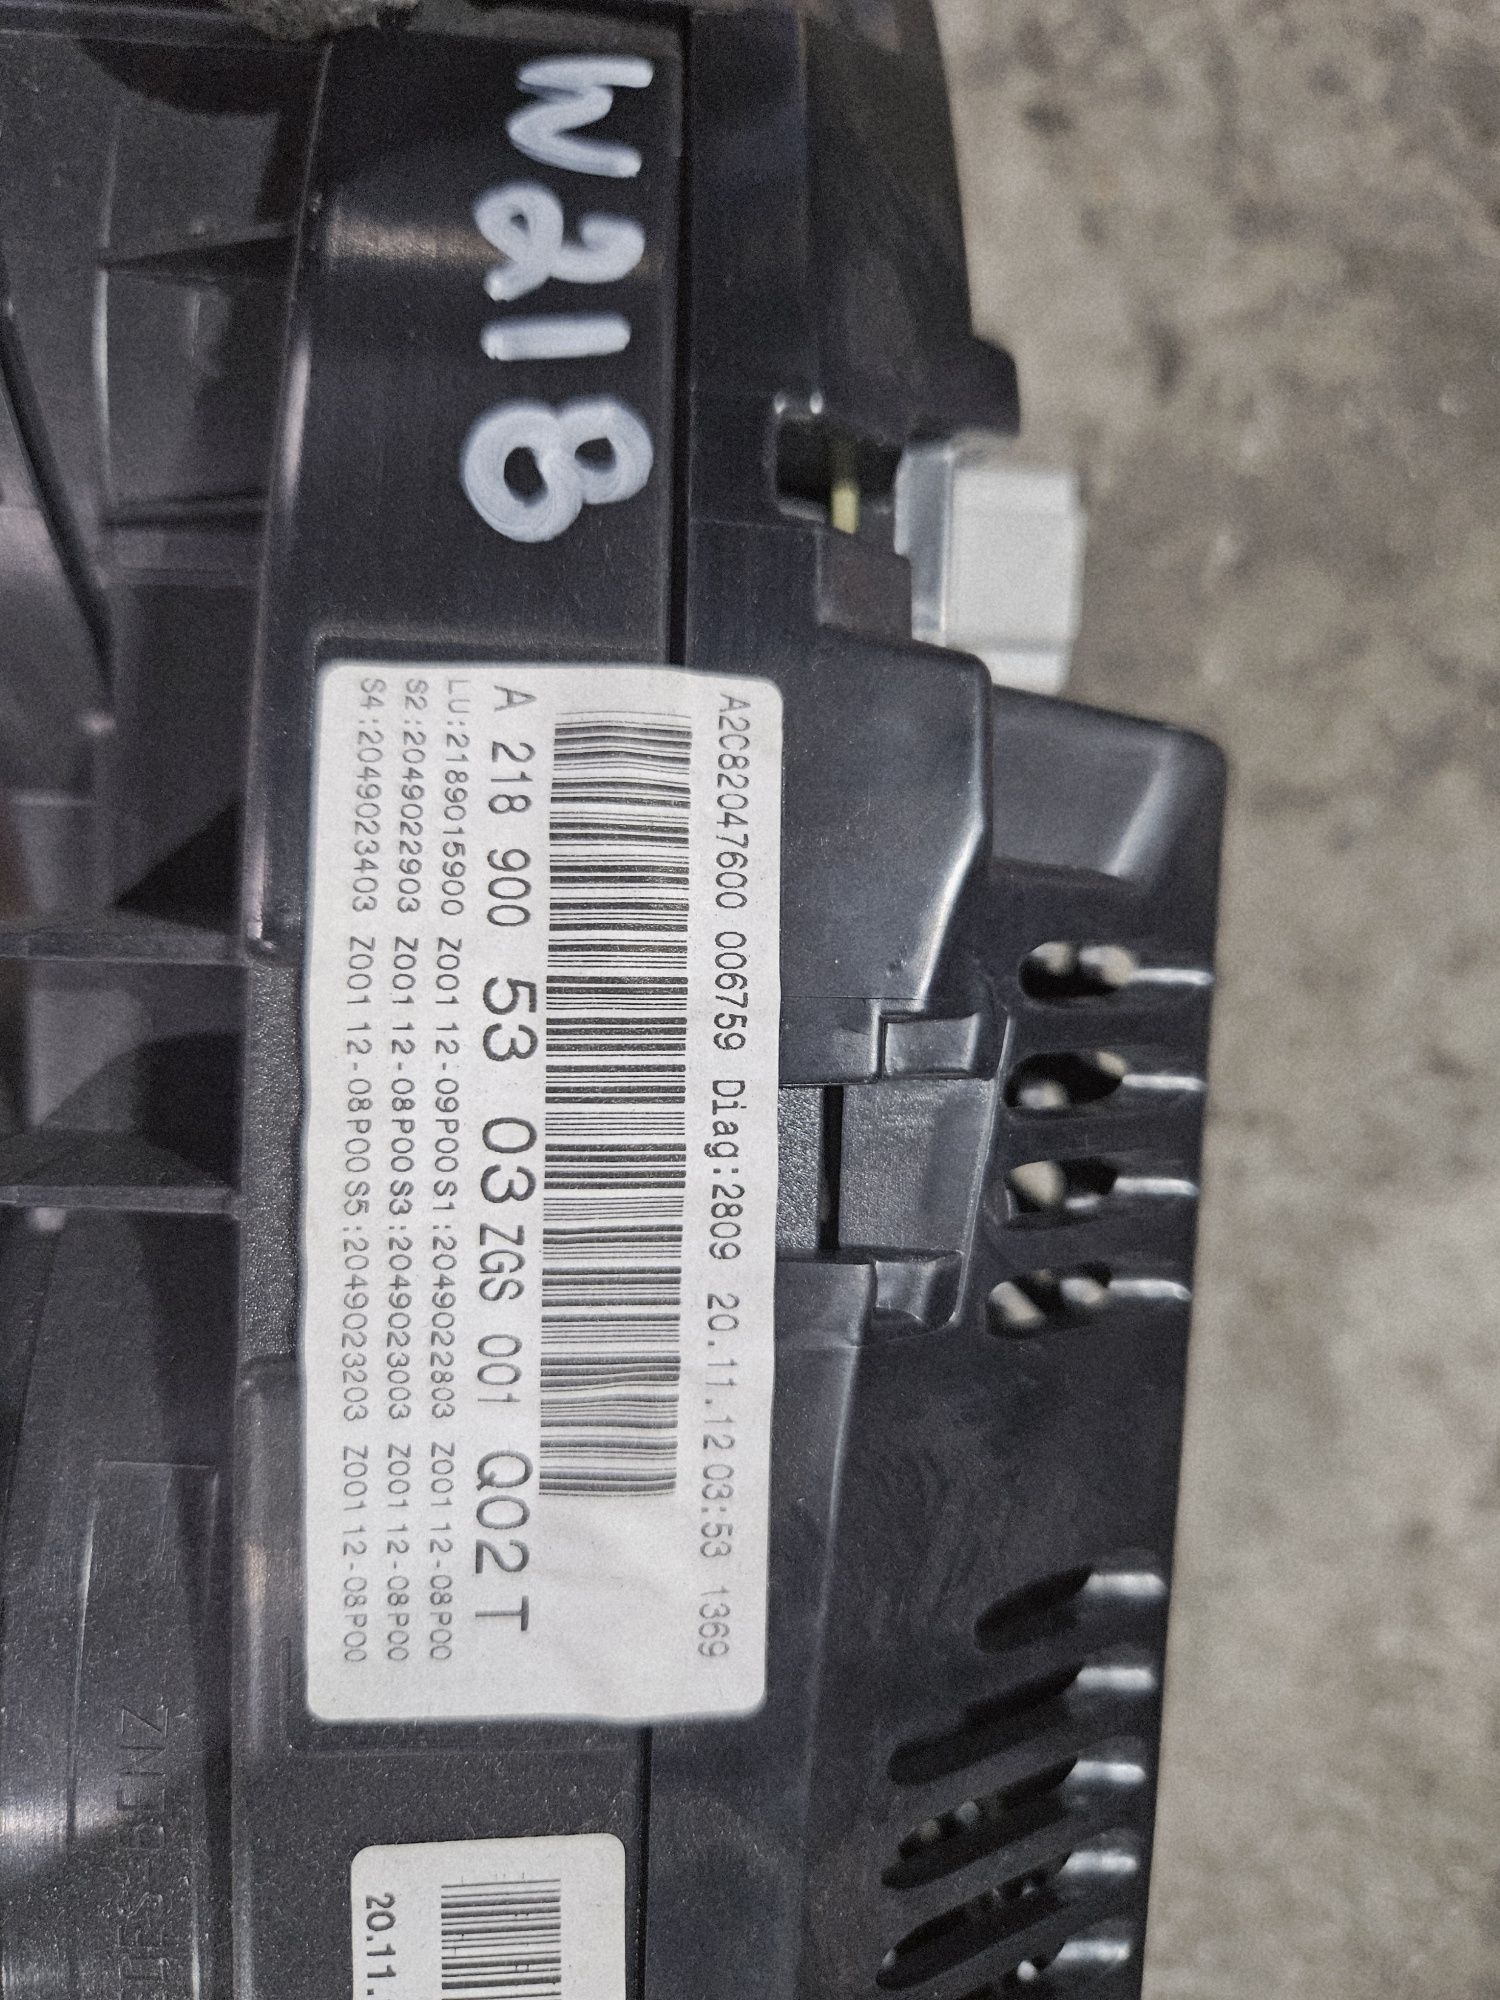 W218
A2C82047600 006759 Diag:2809 20.11.12 03:53 1369
A 218 900 53 03 ZGS 001 Q02 T
LU:2189015900 Z001 12-09P00 S1:2049022803 Z001 12-08P00
S2:2049022903 Z001 12-08P00 S3:2049023003 Z001 12-08P00
S4:2049023403 Z001 12-08P00 S5:2049023203 Z001 12-08P00
20.11.